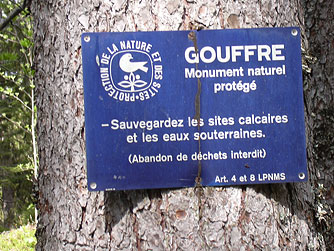 PROTECTION DE LA NATURE ET DES SITES
GOUFFRE
Monument naturel
protégé
–Sauvegardez les sites calcaires
et les eaux souterraines.
(Abandon de déchets interdit)
Art. 4 et 8 LPNMS